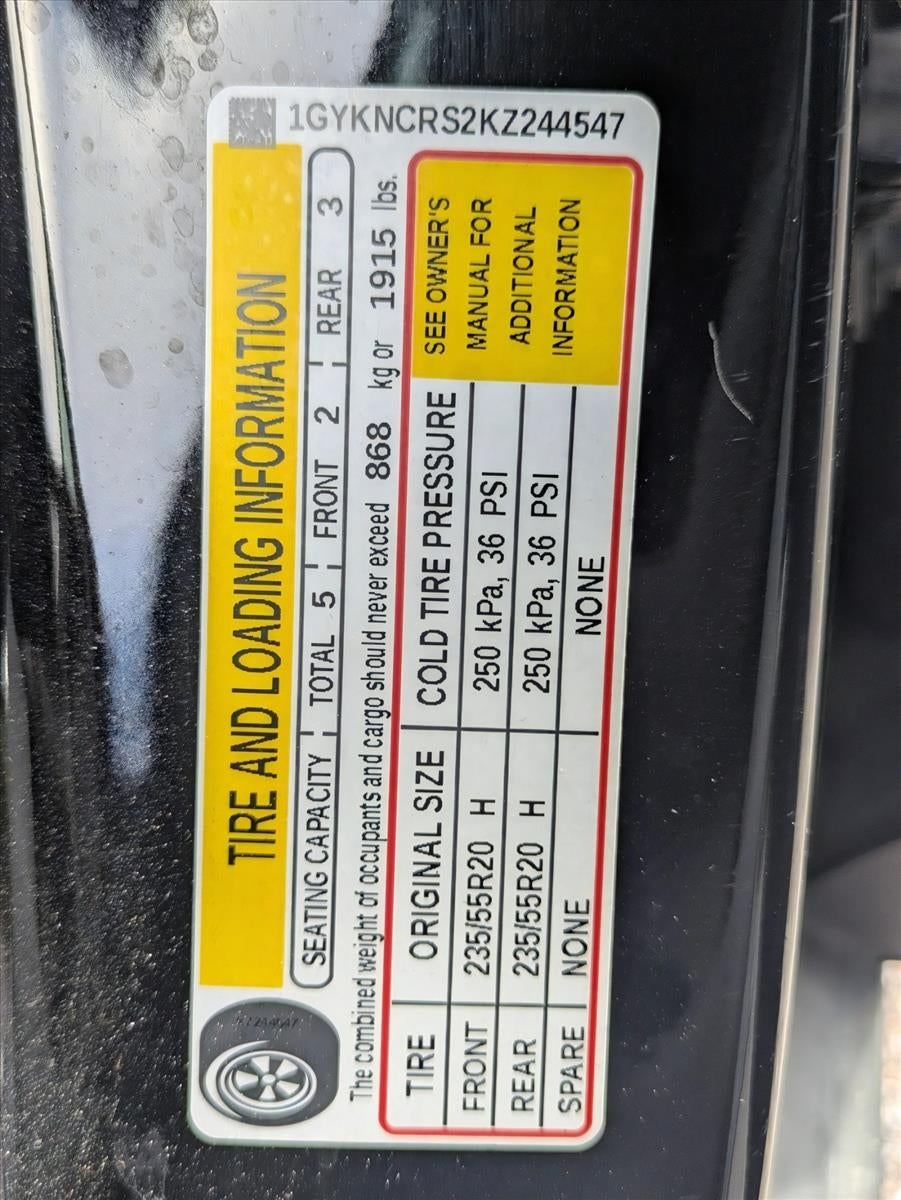 1GYKNCRS2KZ244547
TIRE AND LOADING INFORMATION
SEATING CAPACITY TOTAL 5 FRONT 2 REAR 3
The combined weight of occupants and cargo should never exceed 868 kg or 1915 lbs.
TIRE ORIGINAL SIZE COLD TIRE PRESSURE
FRONT 235/55R20 H 250 kPa, 36 PSI
REAR 235/55R20 H 250 kPa, 36 PSI
SPARE NONE NONE
SEE OWNER'S
MANUAL FOR
ADDITIONAL
INFORMATION